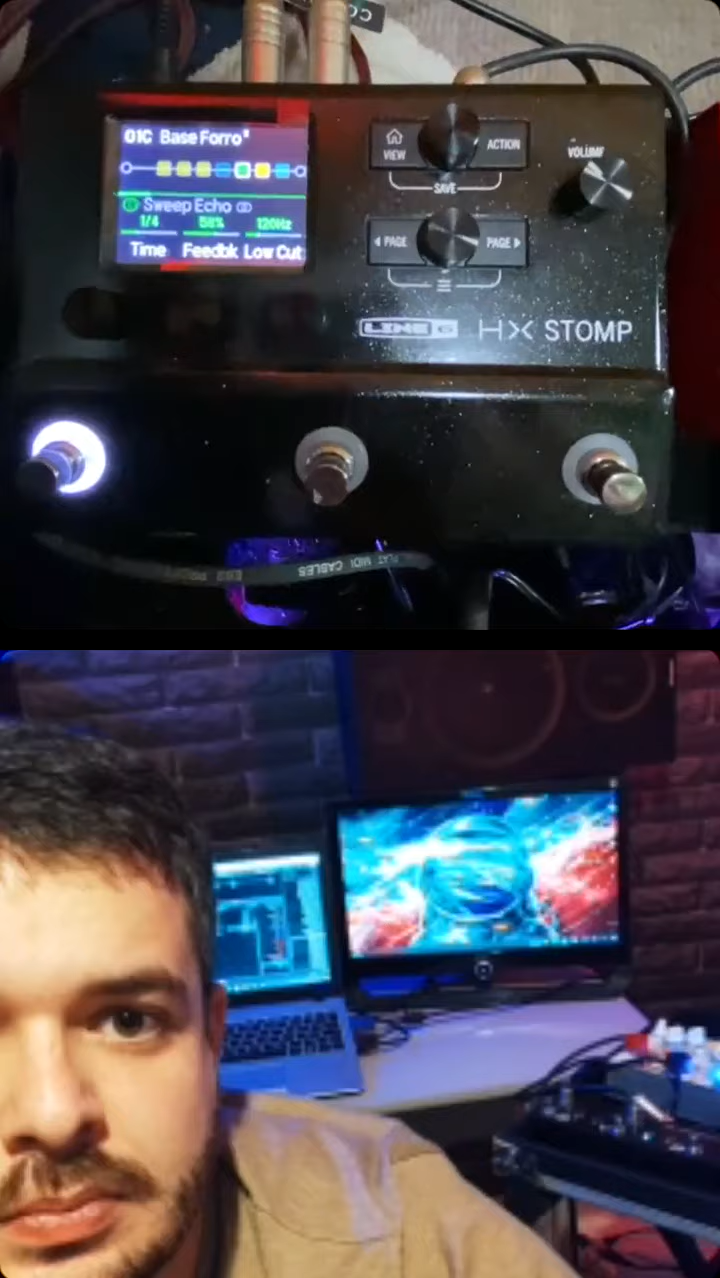 CO
01C Base Forro"
Sweep Echo
1/4 58% 120Hz
Time Feedbk Low Cut
VIEW
ACTION
SAVE
VOLUME
PAGE
PAGE
LINE 6 HX STOMP
FLAT MIDI CABLES